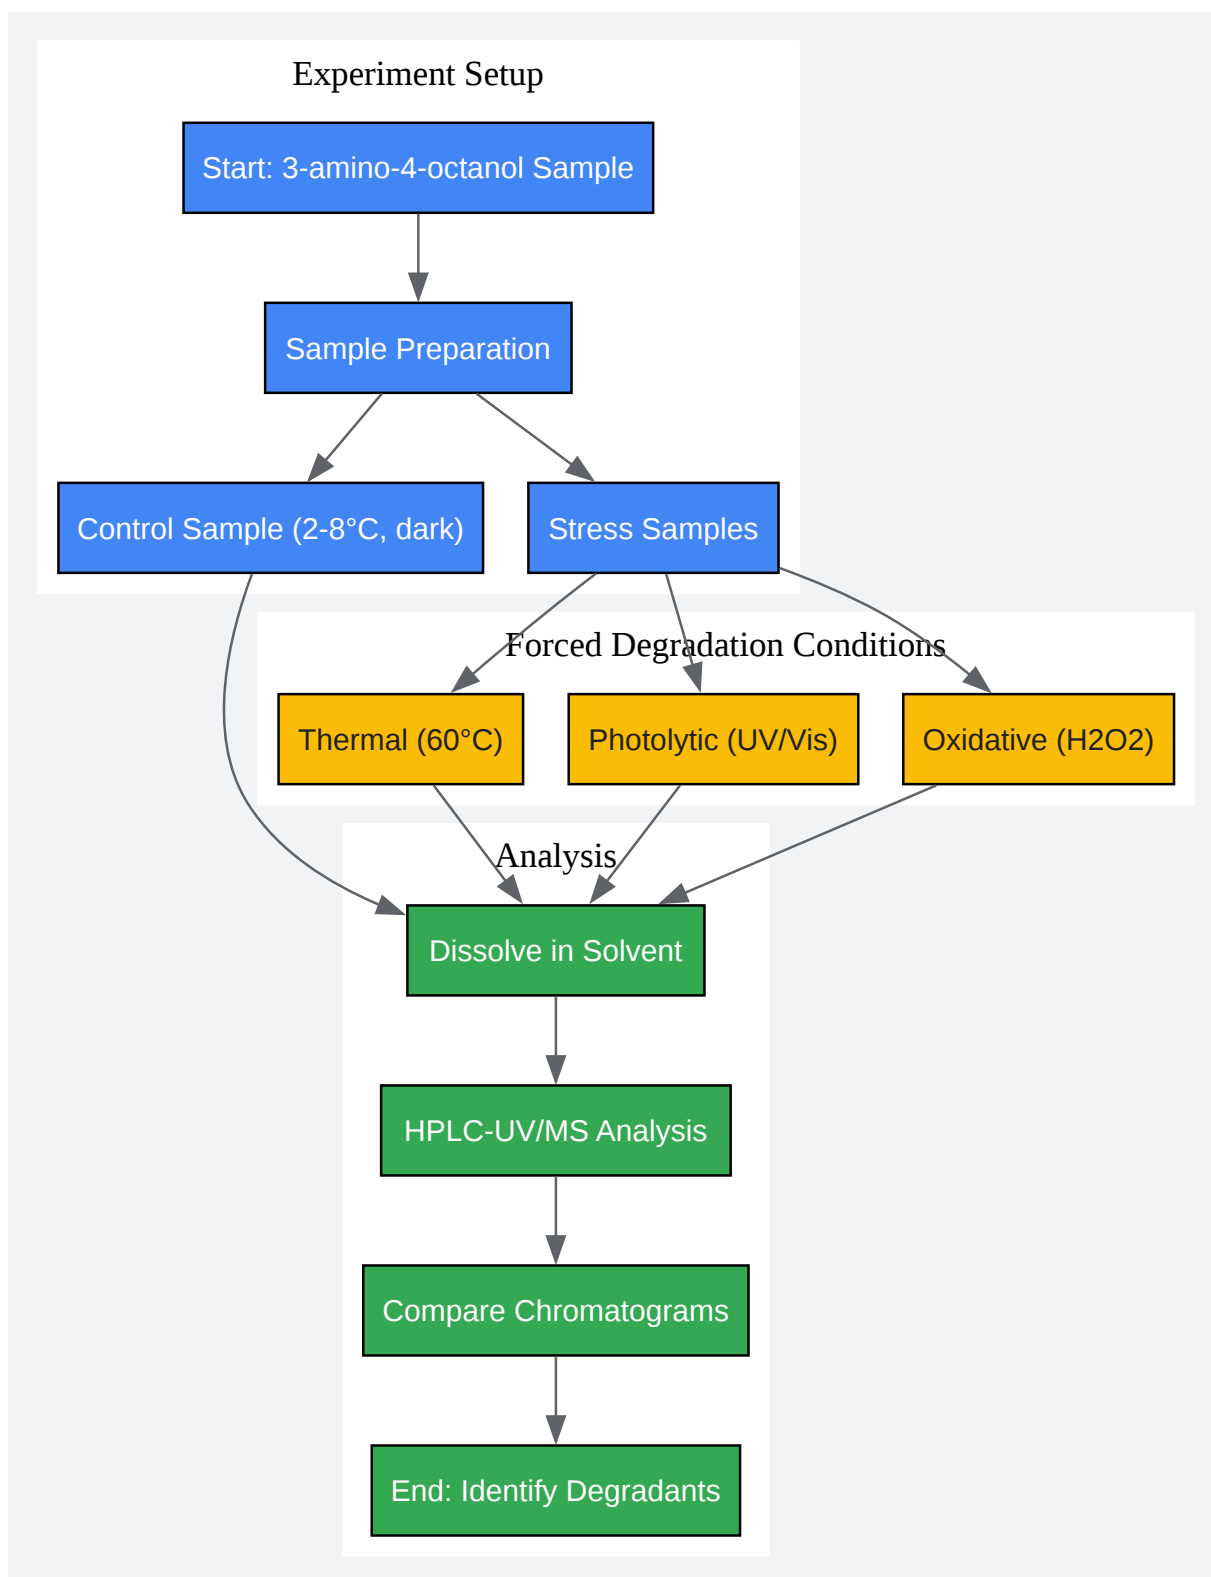 Experiment Setup
Start: 3-amino-4-octanol Sample
Sample Preparation
Control Sample (2-8°C, dark)
Stress Samples
Forced Degradation Conditions
Thermal (60°C)
Photolytic (UV/Vis)
Oxidative (H2O2)
Analysis
Dissolve in Solvent
HPLC-UV/MS Analysis
Compare Chromatograms
End: Identify Degradants